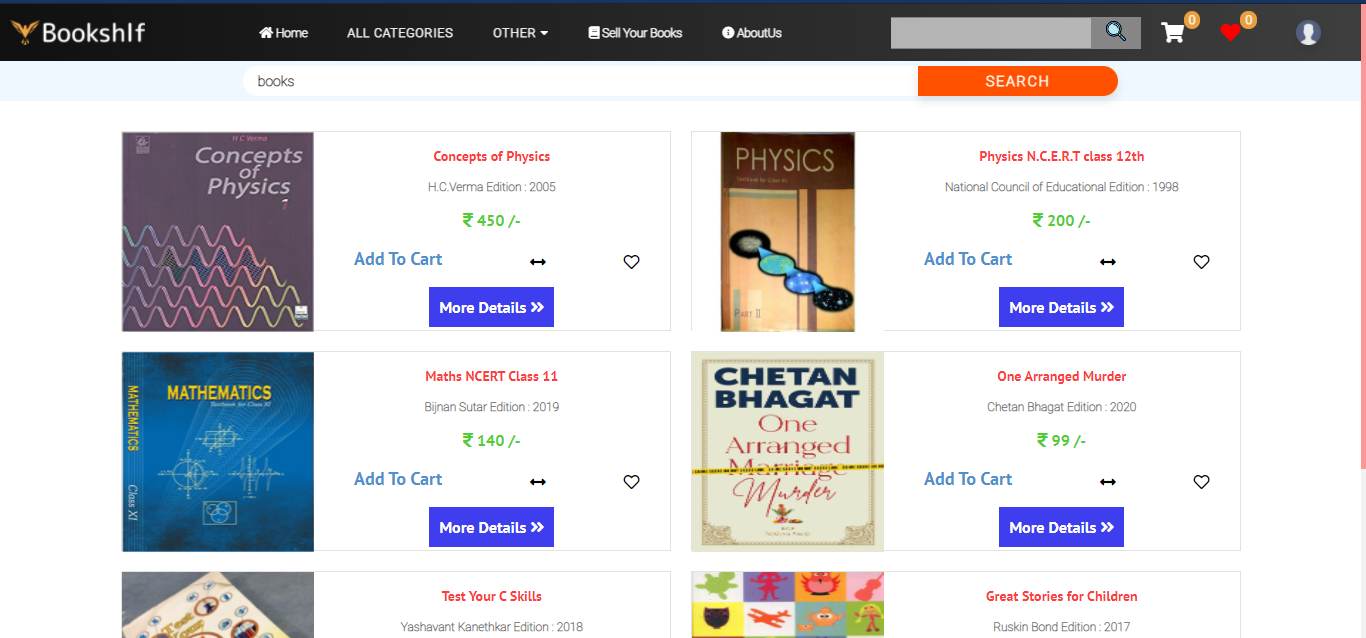 BookshIf
Home
ALL CATEGORIES
OTHER
Sell Your Books
AboutUs
0
0
books
SEARCH
H C Verma
Concepts
of
Physics
1
Concepts of Physics
H.C.Verma Edition : 2005
₹ 450 /-
Add To Cart
More Details
PHYSICS
Textbook for Class XII
PART II
Physics N.C.E.R.T class 12th
National Council of Educational Edition : 1998
₹ 200 /-
Add To Cart
More Details
MATHEMATICS
Textbook for Class XI
MATHEMATICS
Class XI
Maths NCERT Class 11
Bijnan Sutar Edition : 2019
₹ 140 /-
Add To Cart
More Details
CHETAN
BHAGAT
One
Arranged
Marriage
Murder
One Arranged Murder
Chetan Bhagat Edition : 2020
₹ 99 /-
Add To Cart
More Details
Test
Your
Test Your C Skills
Yashavant Kanethkar Edition : 2018
Great Stories for Children
Ruskin Bond Edition : 2017